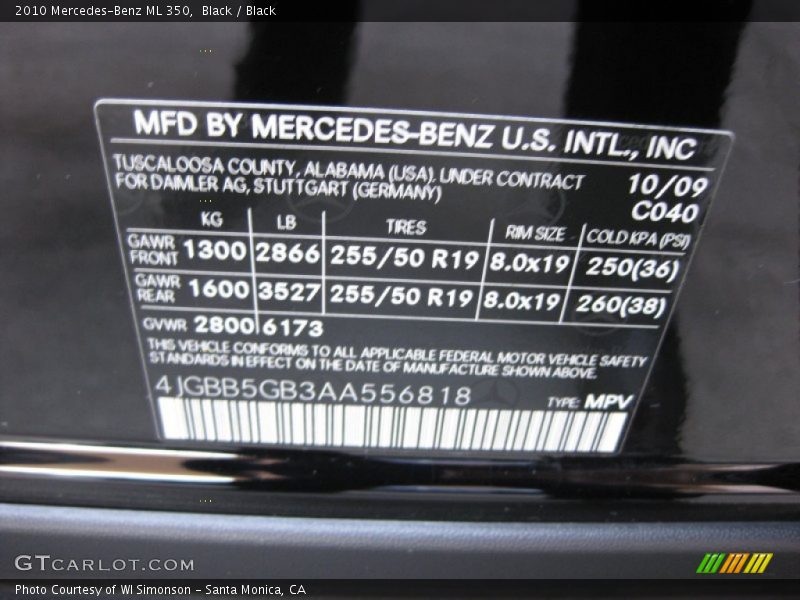 2010 Mercedes-Benz ML 350, Black / Black
MFD BY MERCEDES-BENZ U.S. INTL., INC
TUSCALOOSA COUNTY, ALABAMA (USA). UNDER CONTRACT 10/09
FOR DAIMLER AG, STUTTGART (GERMANY)
C040
KG LB TIRES RIM SIZE COLD KPA (PSI)
GAWR FRONT 1300 2866 255/50 R19 8.0x19 250(36)
GAWR REAR 1600 3527 255/50 R19 8.0x19 260(38)
GVWR 2800 6173
THIS VEHICLE CONFORMS TO ALL APPLICABLE FEDERAL MOTOR VEHICLE SAFETY
STANDARDS IN EFFECT ON THE DATE OF MANUFACTURE SHOWN ABOVE.
4JGBB5GB3AA556818 TYPE: MPV
GTCARLOT.COM
Photo Courtesy of WI Simonson - Santa Monica, CA